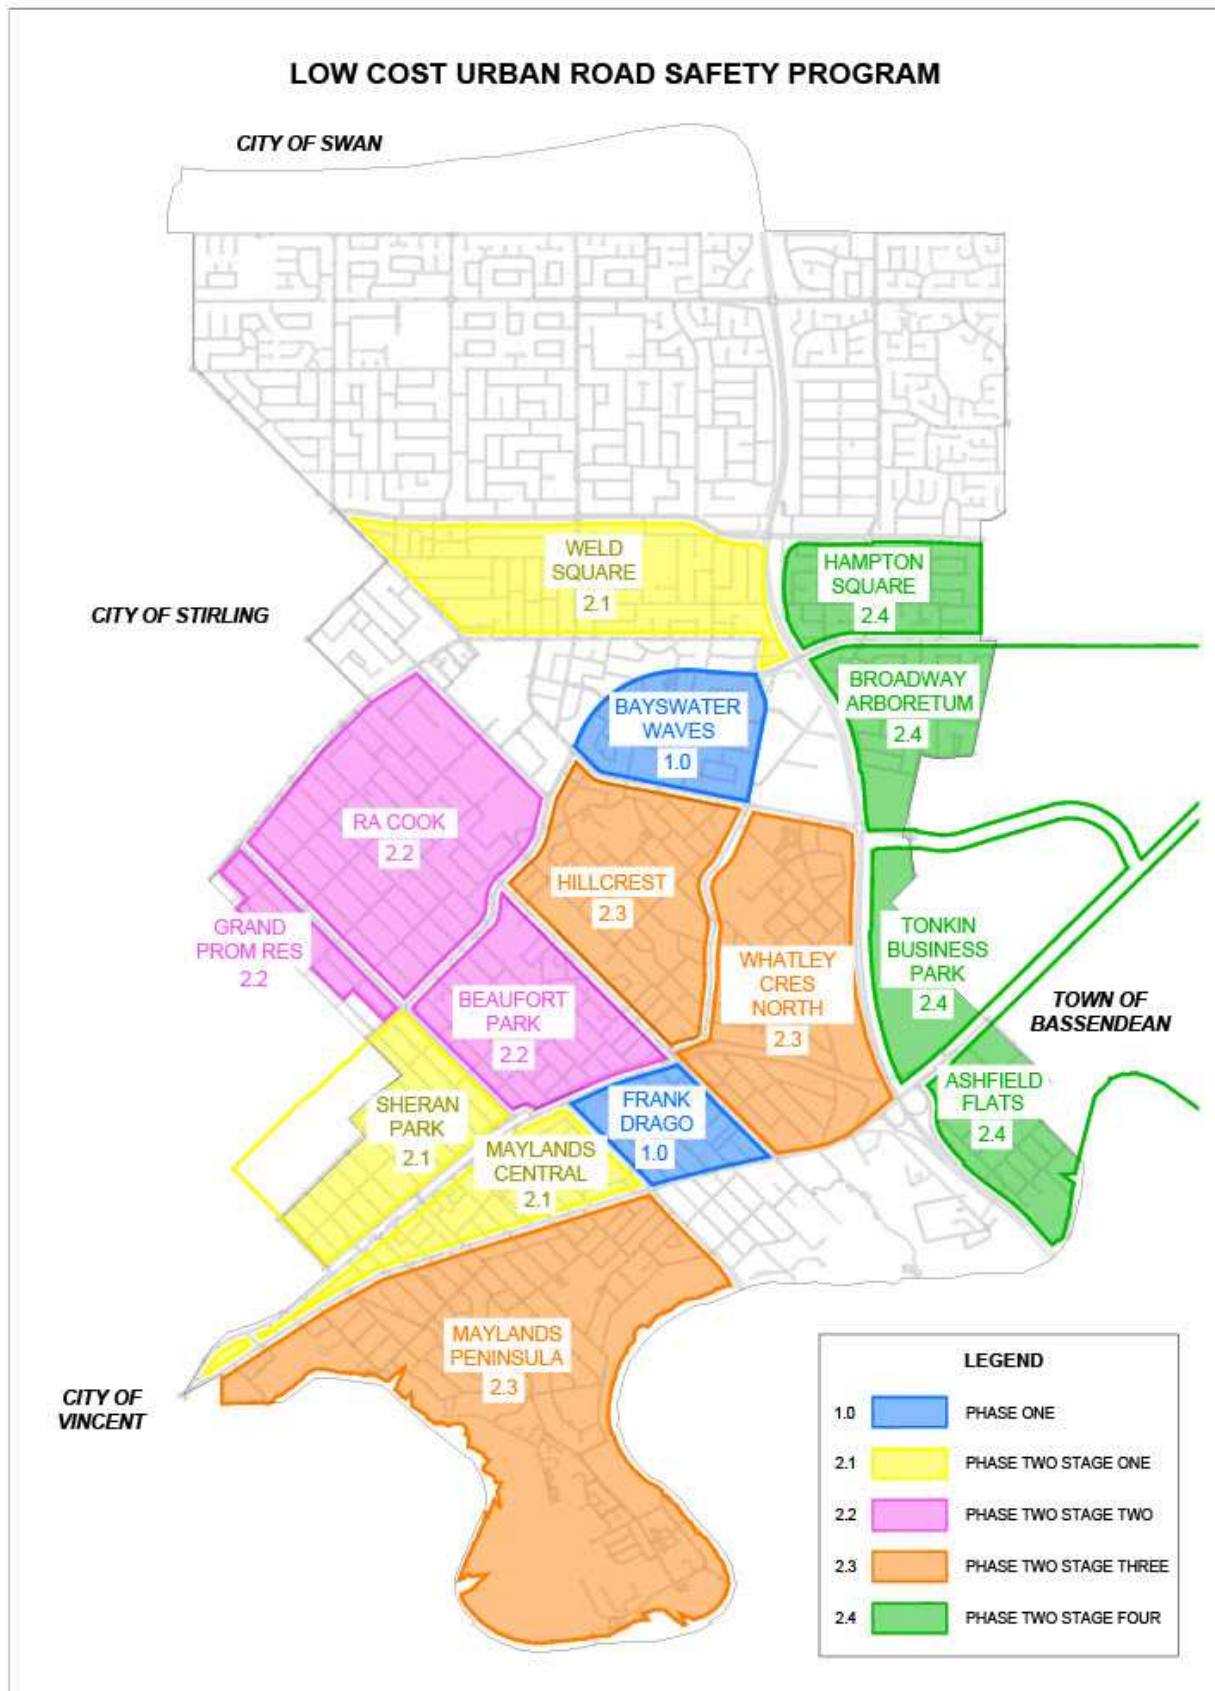 LOW COST URBAN ROAD SAFETY PROGRAM
CITY OF SWAN
WELD
SQUARE
2.1
HAMPTON
SQUARE
2.4
CITY OF STIRLING
BROADWAY
ARBORETUM
2.4
BAYSWATER
WAVES
1.0
RA COOK
2.2
HILLCREST
2.3
GRAND
PROM RES
2.2
TONKIN
BUSINESS
PARK
2.4
WHATLEY
CRES
NORTH
2.3
BEAUFORT
PARK
2.2
TOWN OF
BASSENDEAN
ASHFIELD
FLATS
2.4
SHERAN
PARK
2.1
FRANK
DRAGO
1.0
MAYLANDS
CENTRAL
2.1
MAYLANDS
PENINSULA
2.3
CITY OF
VINCENT
LEGEND
1.0 PHASE ONE
2.1 PHASE TWO STAGE ONE
2.2 PHASE TWO STAGE TWO
2.3 PHASE TWO STAGE THREE
2.4 PHASE TWO STAGE FOUR